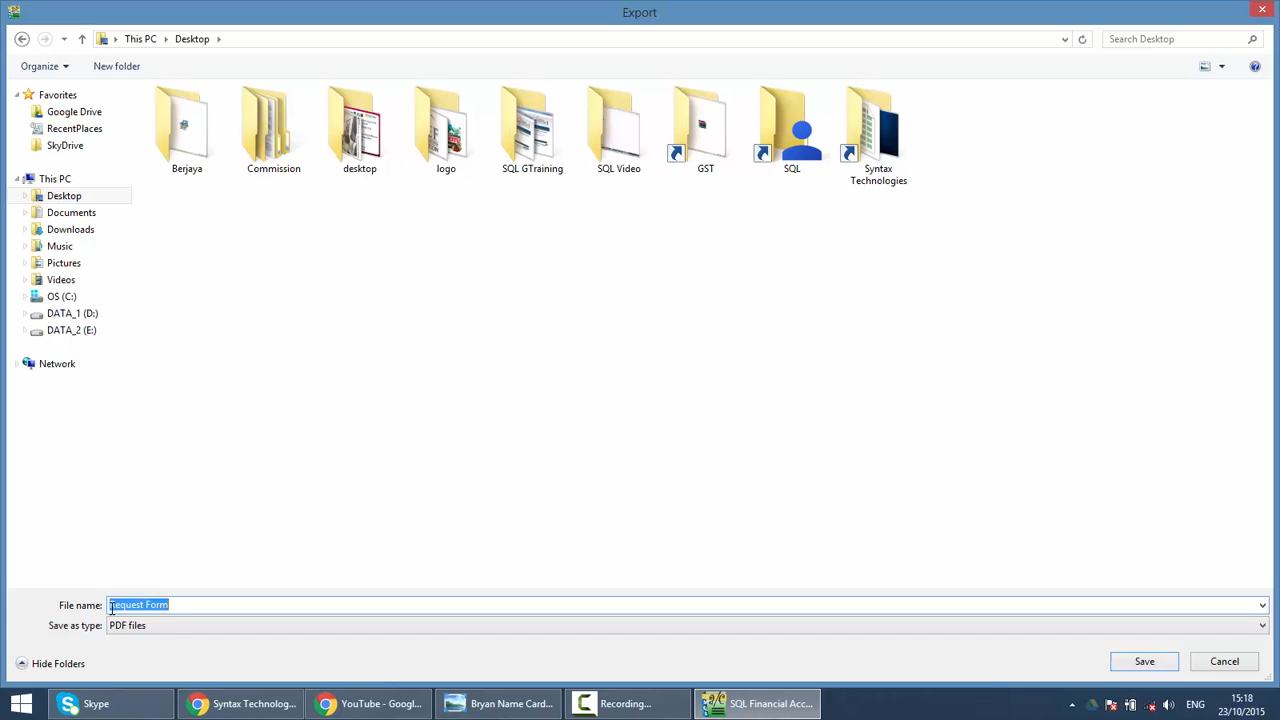 Export
This PC
Desktop
Search Desktop
Organize
New folder
Favorites
Google Drive
RecentPlaces
SkyDrive
This PC
Desktop
Documents
Downloads
Music
Pictures
Videos
OS (C:)
DATA_1 (D:)
DATA_2 (E:)
Network
Berjaya
Commission
desktop
logo
SQL GTraining
SQL Video
GST
SQL
Syntax
Technologies
File name: Request Form
Save as type: PDF files
Hide Folders
Save
Cancel
Skype
Syntax Technolog...
YouTube - Googl...
Bryan Name Card...
Recording...
SQL Financial Acc...
ENG
15:18
23/10/2015